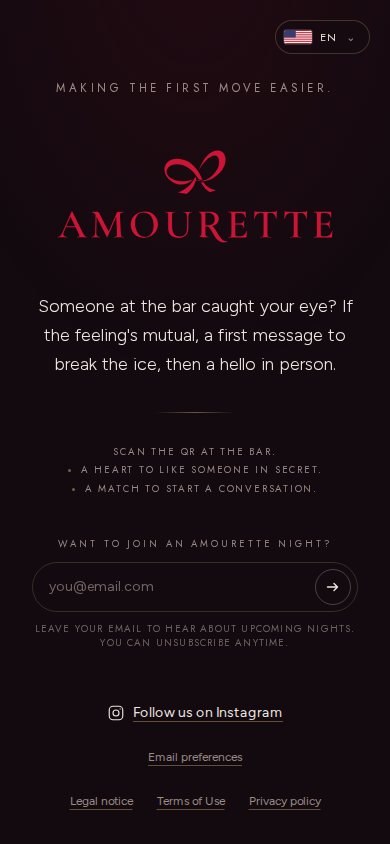 EN
MAKING THE FIRST MOVE EASIER.
AMOURETTE
Someone at the bar caught your eye? If
the feeling's mutual, a first message to
break the ice, then a hello in person.
SCAN THE QR AT THE BAR.
• A HEART TO LIKE SOMEONE IN SECRET.
• A MATCH TO START A CONVERSATION.
WANT TO JOIN AN AMOURETTE NIGHT?
you@email.com
LEAVE YOUR EMAIL TO HEAR ABOUT UPCOMING NIGHTS.
YOU CAN UNSUBSCRIBE ANYTIME.
Follow us on Instagram
Email preferences
Legal notice Terms of Use Privacy policy